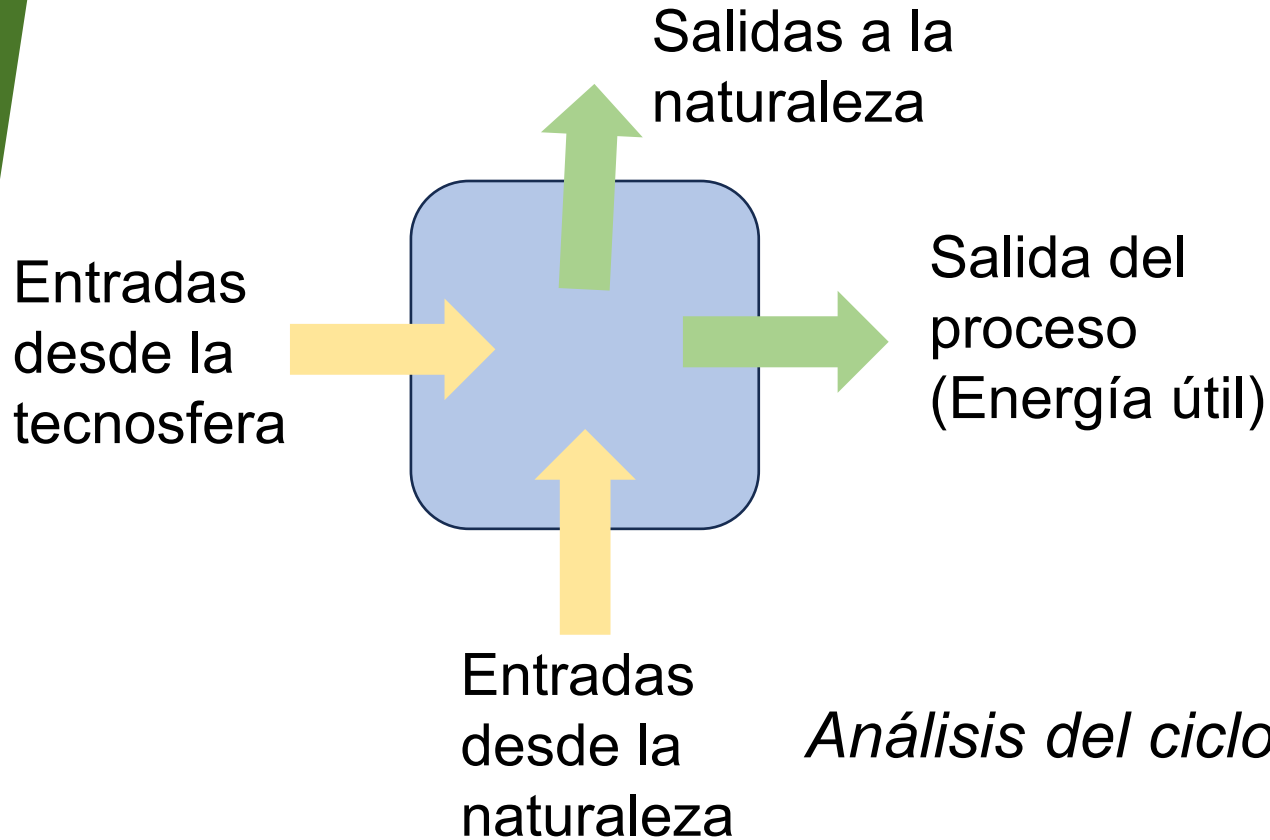 Salidas a la
naturaleza
Entradas
desde la
tecnosfera
Salida del
proceso
(Energía útil)
Entradas
desde la
naturaleza
Análisis del ciclo